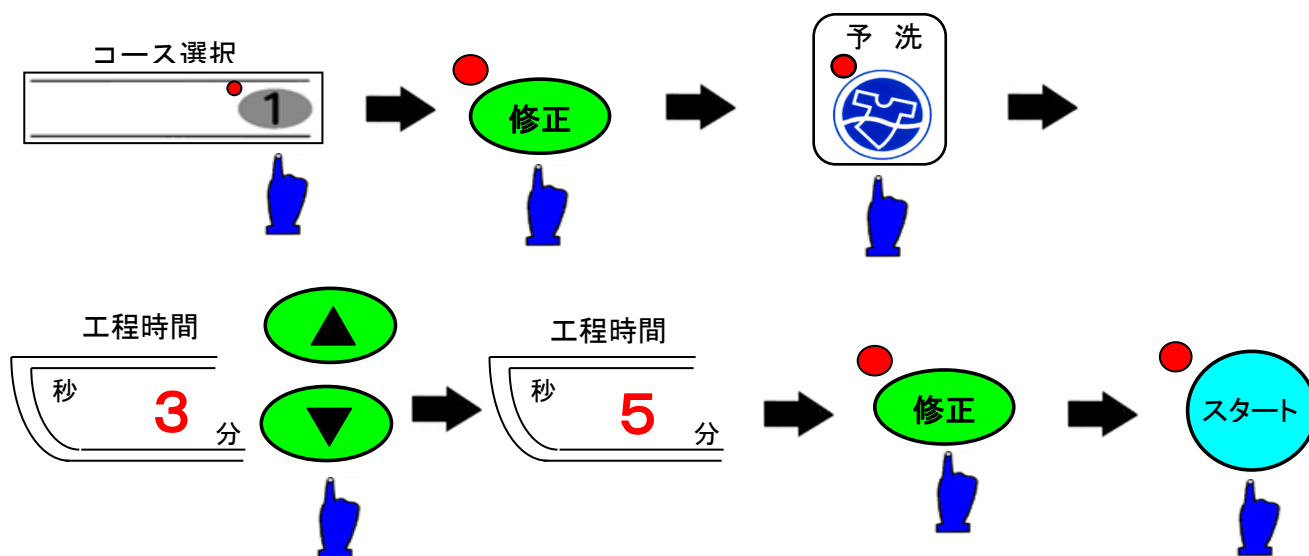 コース選択
1
修正
予 洗
工程時間
秒 3 分
▲
▼
工程時間
秒 5 分
修正
スタート